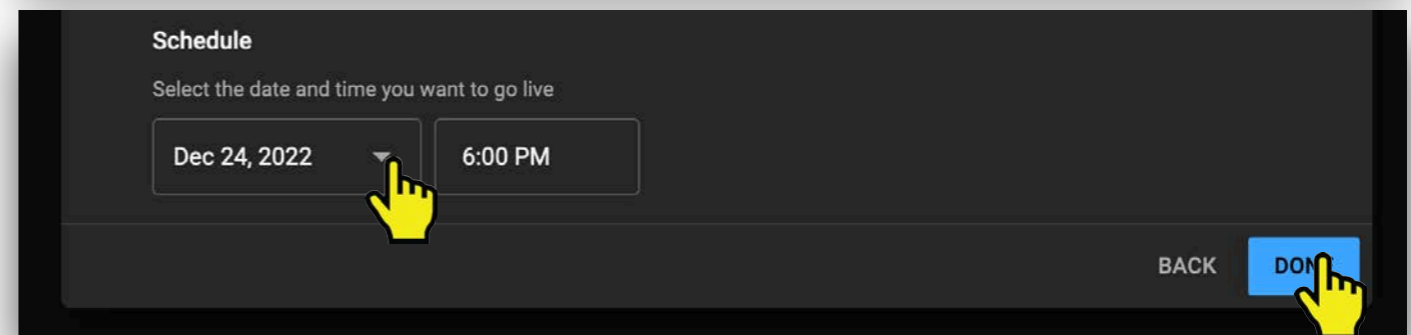 Schedule
Select the date and time you want to go live
Dec 24, 2022 6:00 PM
BACK DONE